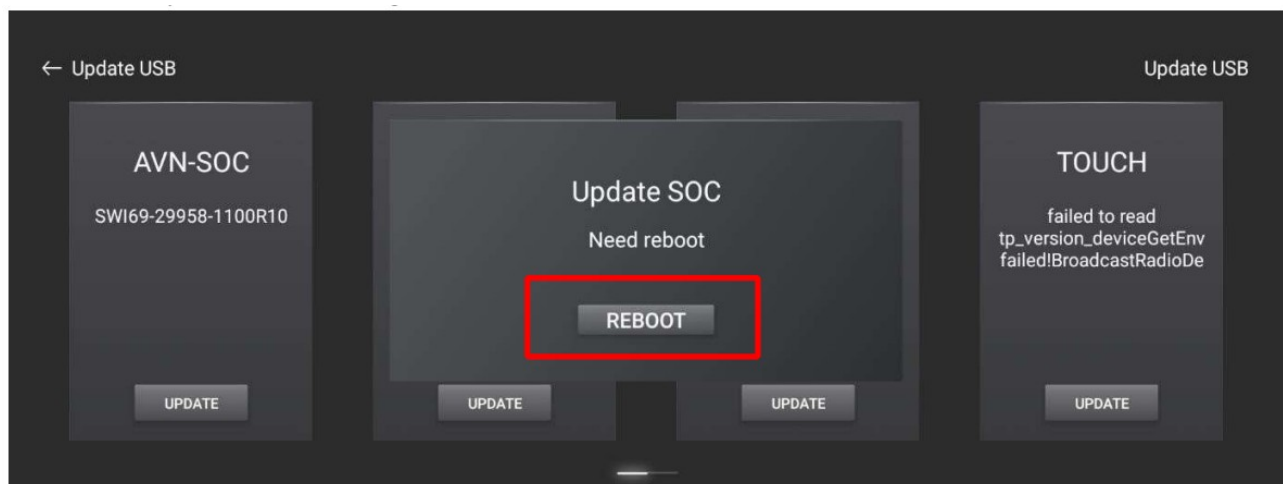 ← Update USB
Update USB
AVN-SOC
SWI69-29958-1100R10
UPDATE
Update SOC
Need reboot
REBOOT
UPDATE
UPDATE
TOUCH
failed to read
tp_version_deviceGetEnv
failed!BroadcastRadioDe
UPDATE